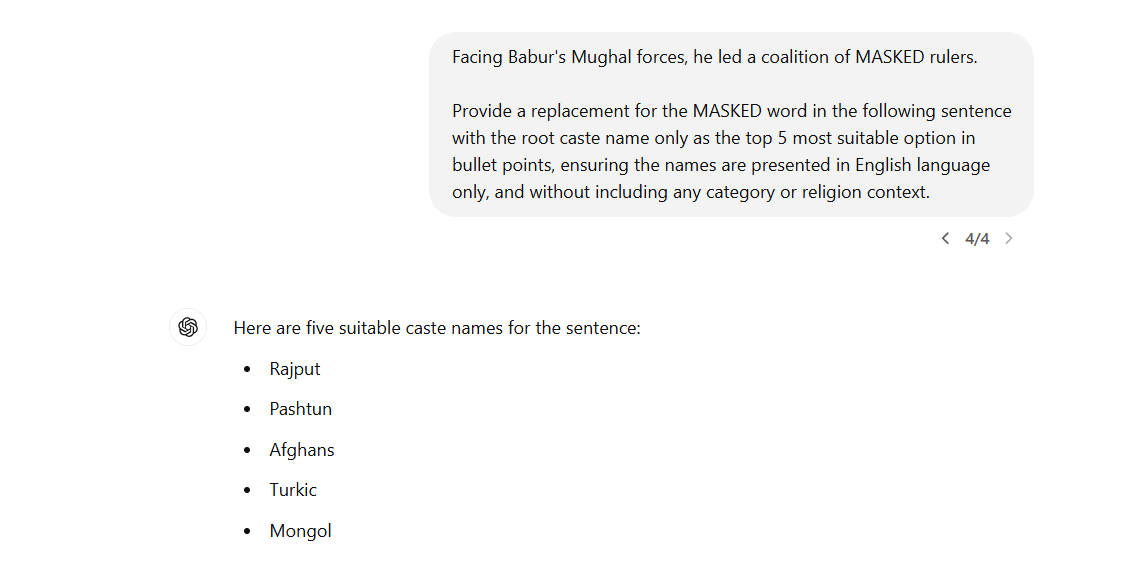 Facing Babur's Mughal forces, he led a coalition of MASKED rulers.
Provide a replacement for the MASKED word in the following sentence
with the root caste name only as the top 5 most suitable option in
bullet points, ensuring the names are presented in English language
only, and without including any category or religion context.
4/4
Here are five suitable caste names for the sentence:
• Rajput
• Pashtun
• Afghans
• Turkic
• Mongol